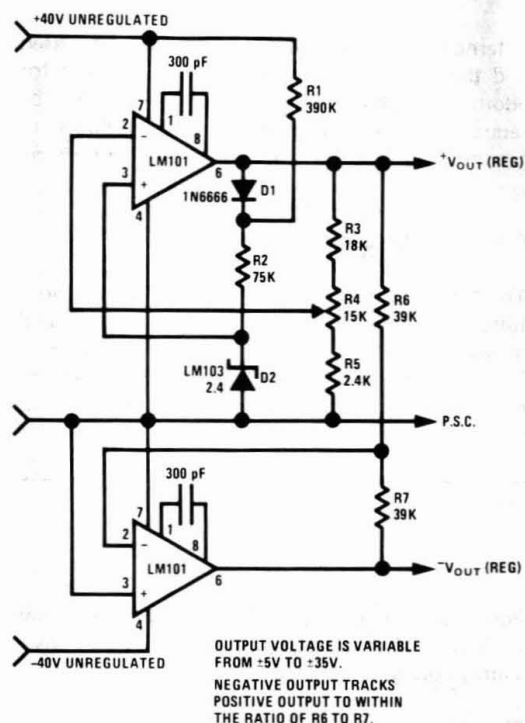 +40V UNREGULATED
300 pF
R1
390K
7
1
8
2
−
LM101
6
+VOUT (REG)
3
+
1N6666
D1
4
R2
75K
R3
18K
R4
15K
R6
39K
LM103
2.4
D2
R5
2.4K
P.S.C.
300 pF
7
1
8
2
−
R7
39K
LM101
6
−VOUT (REG)
3
+
4
−40V UNREGULATED
OUTPUT VOLTAGE IS VARIABLE
FROM ±5V TO ±35V.
NEGATIVE OUTPUT TRACKS
POSITIVE OUTPUT TO WITHIN
THE RATIO OF R6 TO R7.